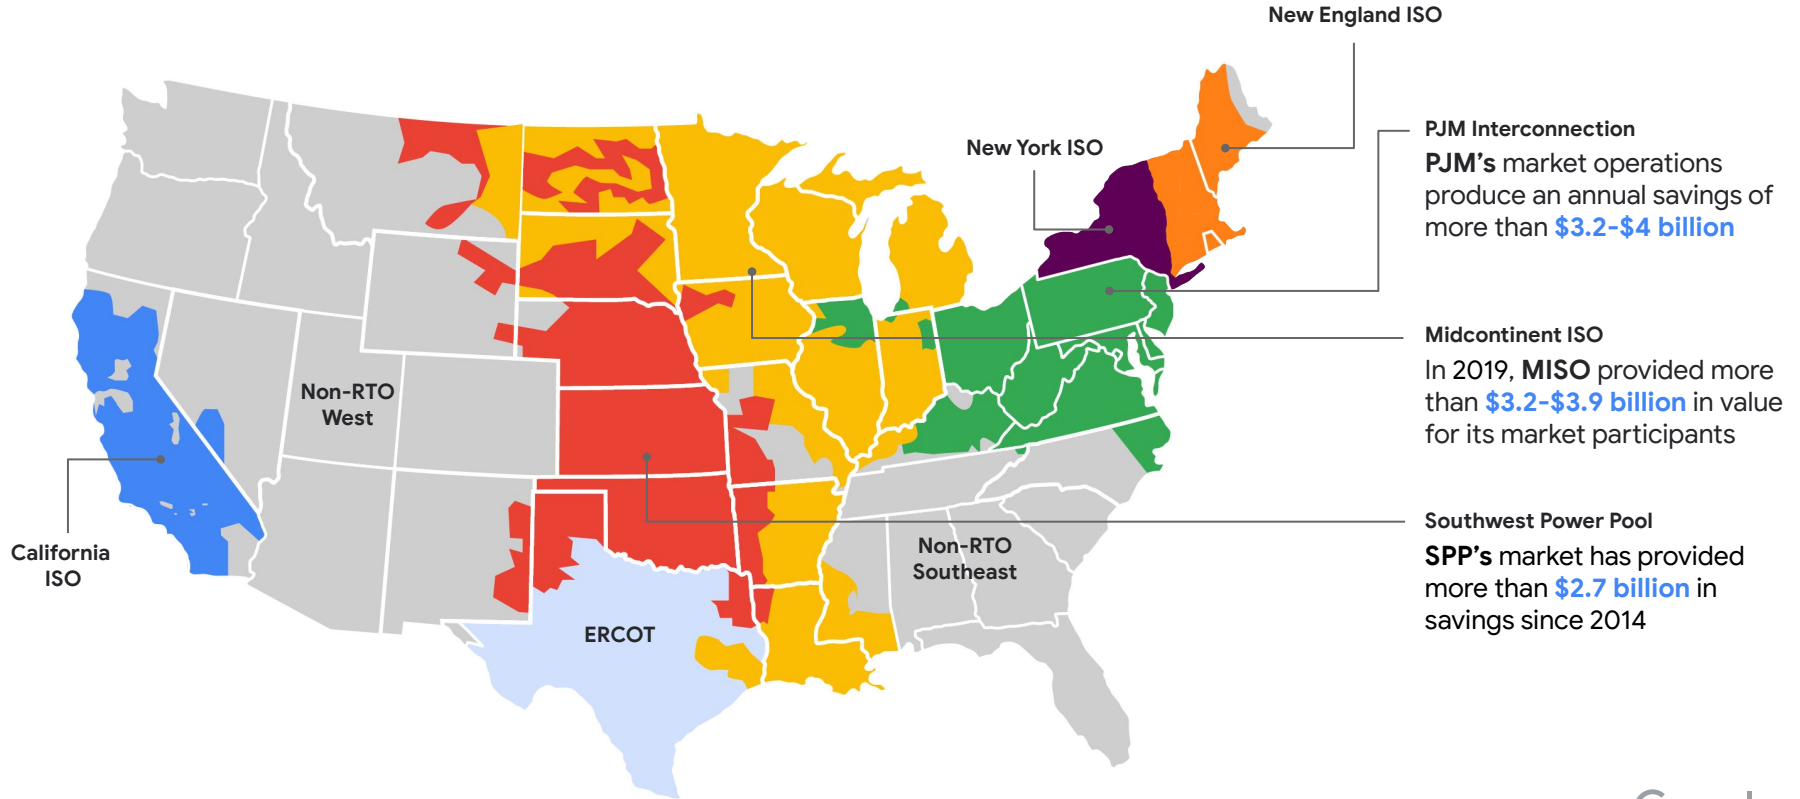 New England ISO
New York ISO
PJM Interconnection
PJM's market operations
produce an annual savings of
more than $3.2-$4 billion
Midcontinent ISO
In 2019, MISO provided more
than $3.2-$3.9 billion in value
for its market participants
Non-RTO
West
Southwest Power Pool
SPP's market has provided
more than $2.7 billion in
savings since 2014
Non-RTO
Southeast
California
ISO
ERCOT